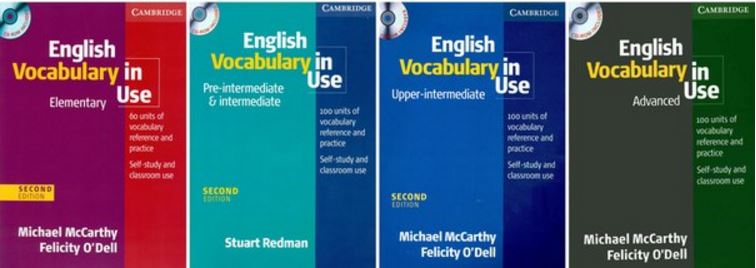 CAMBRIDGE
English
Vocabulary in
Use
Elementary
60 units of
vocabulary
reference and
practice
Self-study and
classroom use
SECOND
EDITION
Michael McCarthy
Felicity O'Dell
CAMBRIDGE
English
Vocabulary in
Use
Pre-intermediate
& intermediate
100 units of
vocabulary
reference and
practice
Self-study and
classroom use
SECOND
EDITION
Stuart Redman
CAMBRIDGE
English
Vocabulary in
Use
Upper-intermediate
100 units of
vocabulary
reference and
practice
Self-study and
classroom use
SECOND
EDITION
Michael McCarthy
Felicity O'Dell
CAMBRIDGE
English
Vocabulary in
Use
Advanced
100 units of
vocabulary
reference and
practice
Self-study and
classroom use
Michael McCarthy
Felicity O'Dell